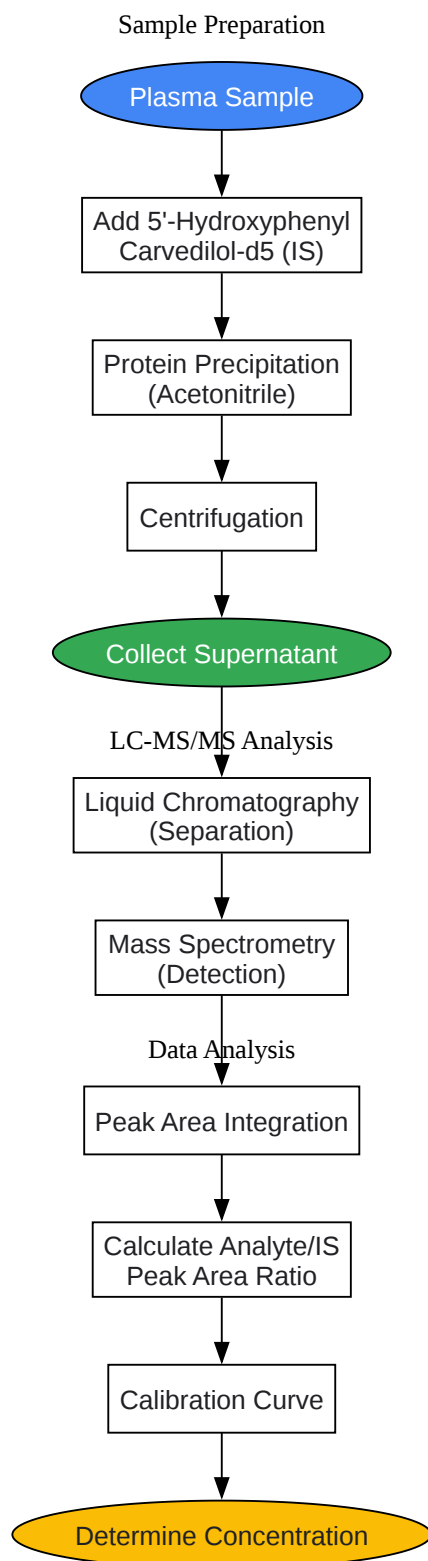 Sample Preparation
Plasma Sample
Add 5'-Hydroxyphenyl
Carvedilol-d5 (IS)
Protein Precipitation
(Acetonitrile)
Centrifugation
Collect Supernatant
LC-MS/MS Analysis
Liquid Chromatography
(Separation)
Mass Spectrometry
(Detection)
Data Analysis
Peak Area Integration
Calculate Analyte/IS
Peak Area Ratio
Calibration Curve
Determine Concentration